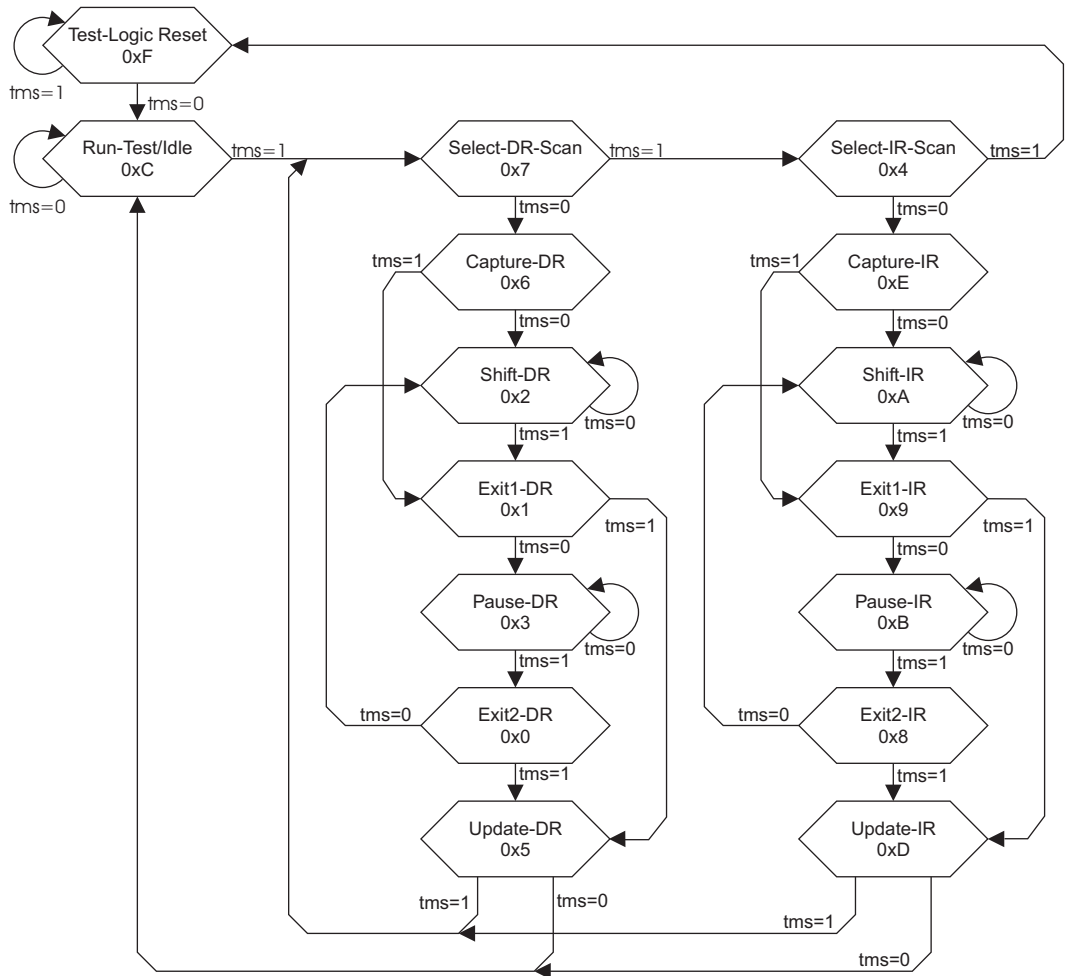 Test-Logic Reset
0xF
tms=1
tms=0
Run-Test/Idle
0xC
tms=1
tms=0
Select-DR-Scan
0x7
tms=1
Select-IR-Scan
0x4
tms=1
tms=0
tms=0
tms=1
Capture-DR
0x6
tms=1
Capture-IR
0xE
tms=0
tms=0
Shift-DR
0x2
tms=0
Shift-IR
0xA
tms=0
tms=1
tms=1
Exit1-DR
0x1
tms=1
Exit1-IR
0x9
tms=1
tms=0
tms=0
Pause-DR
0x3
tms=0
Pause-IR
0xB
tms=0
tms=1
tms=1
tms=0
Exit2-DR
0x0
tms=0
Exit2-IR
0x8
tms=1
tms=1
Update-DR
0x5
Update-IR
0xD
tms=1
tms=0
tms=1
tms=0